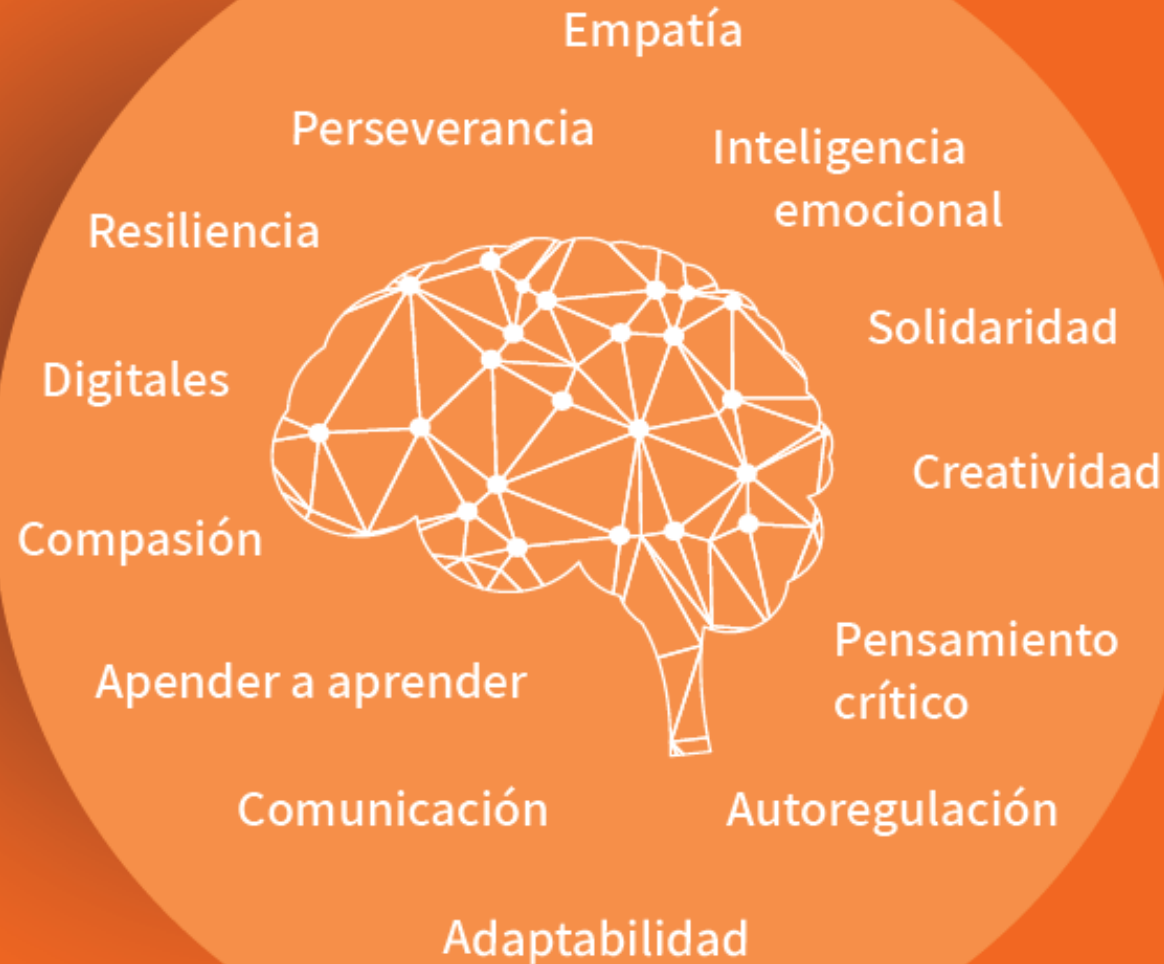 Empatía
Perseverancia
Inteligencia
emocional
Resiliencia
Solidaridad
Digitales
Creatividad
Compasión
Pensamiento
crítico
Apender a aprender
Comunicación
Autoregulación
Adaptabilidad